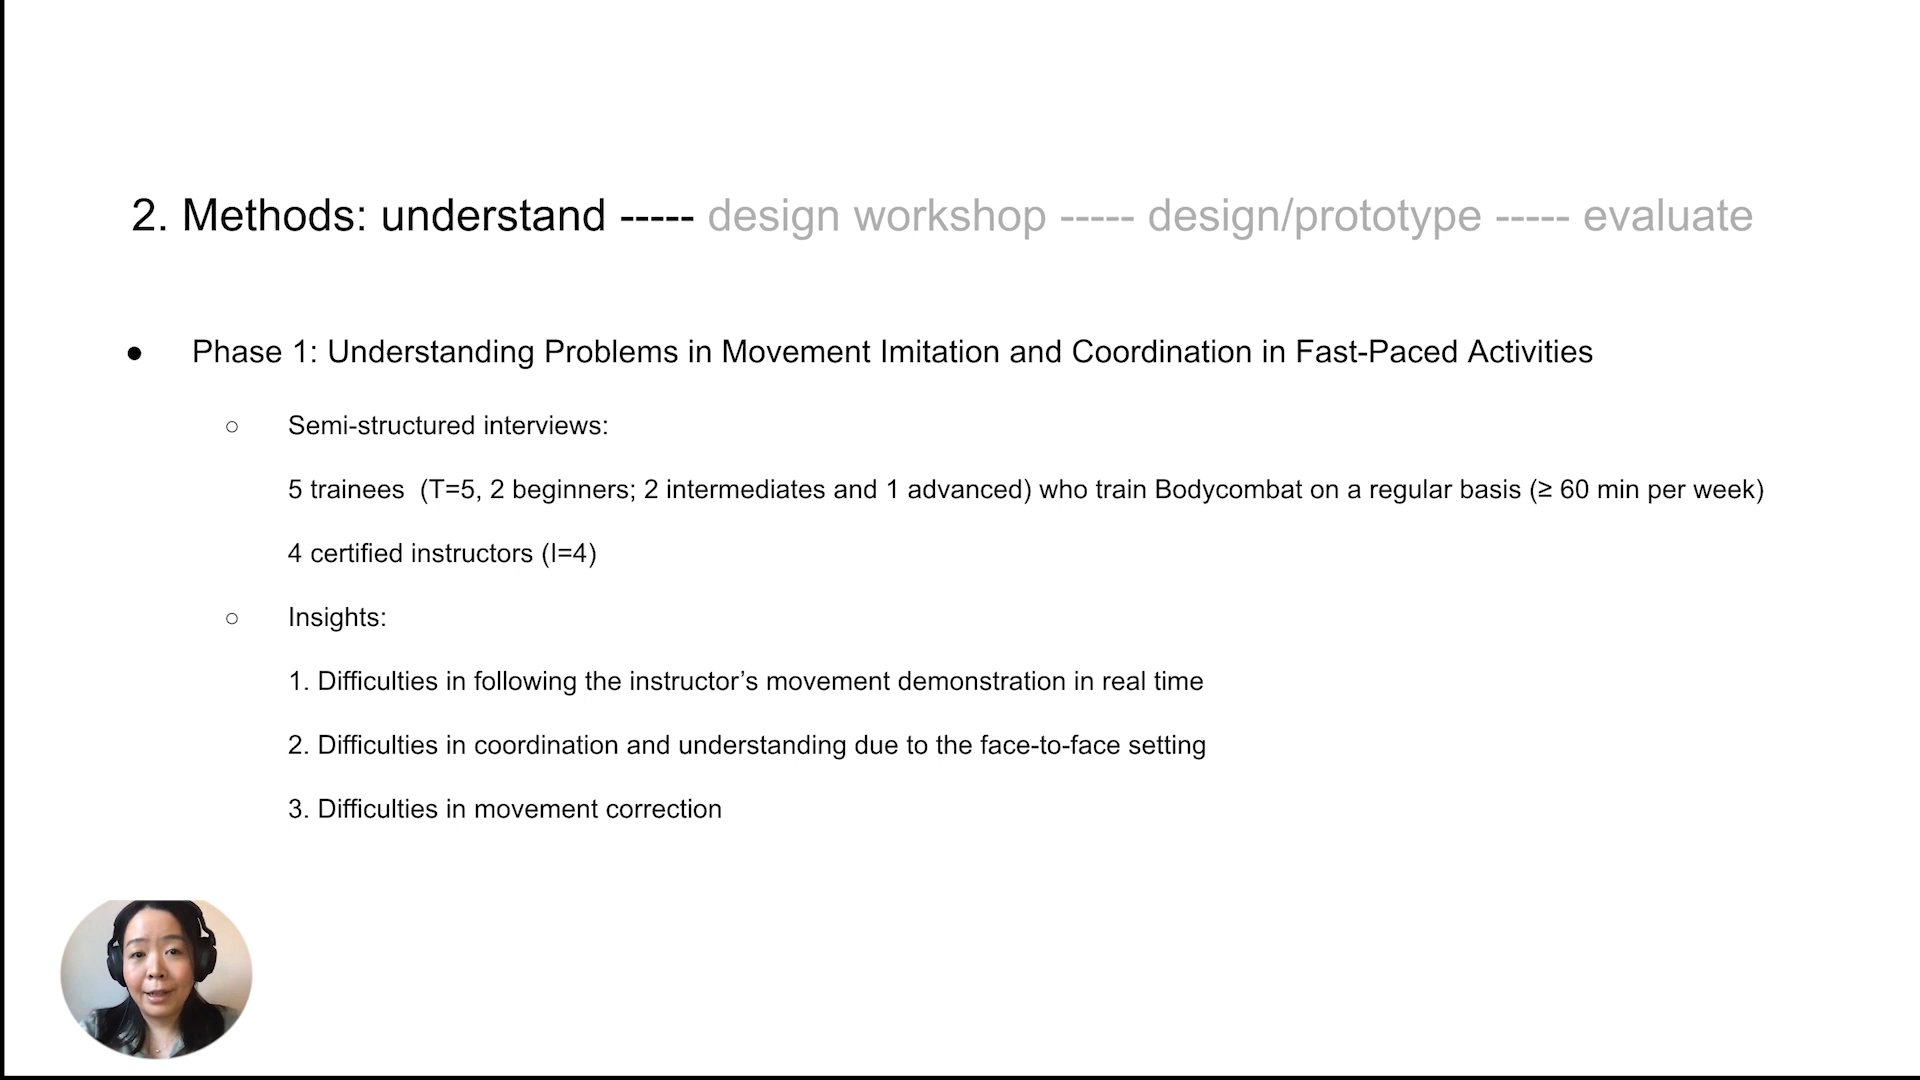 2. Methods: understand ----- design workshop ----- design/prototype ----- evaluate
● Phase 1: Understanding Problems in Movement Imitation and Coordination in Fast-Paced Activities
○ Semi-structured interviews:
5 trainees  (T=5, 2 beginners; 2 intermediates and 1 advanced) who train Bodycombat on a regular basis (≥ 60 min per week)
4 certified instructors (I=4)
○ Insights:
1. Difficulties in following the instructor’s movement demonstration in real time
2. Difficulties in coordination and understanding due to the face-to-face setting
3. Difficulties in movement correction